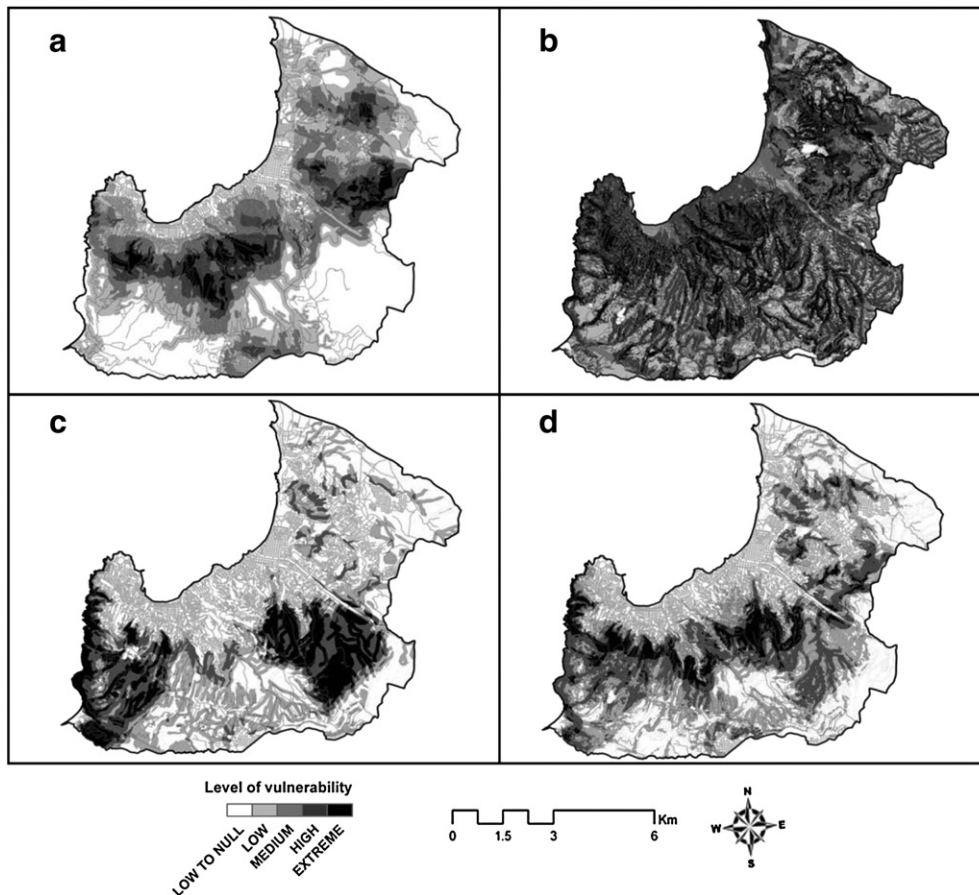 a
b
c
d
Level of vulnerability
LOW TO NULL
LOW
MEDIUM
HIGH
EXTREME
Km
0 1.5 3 6
N
W E
S